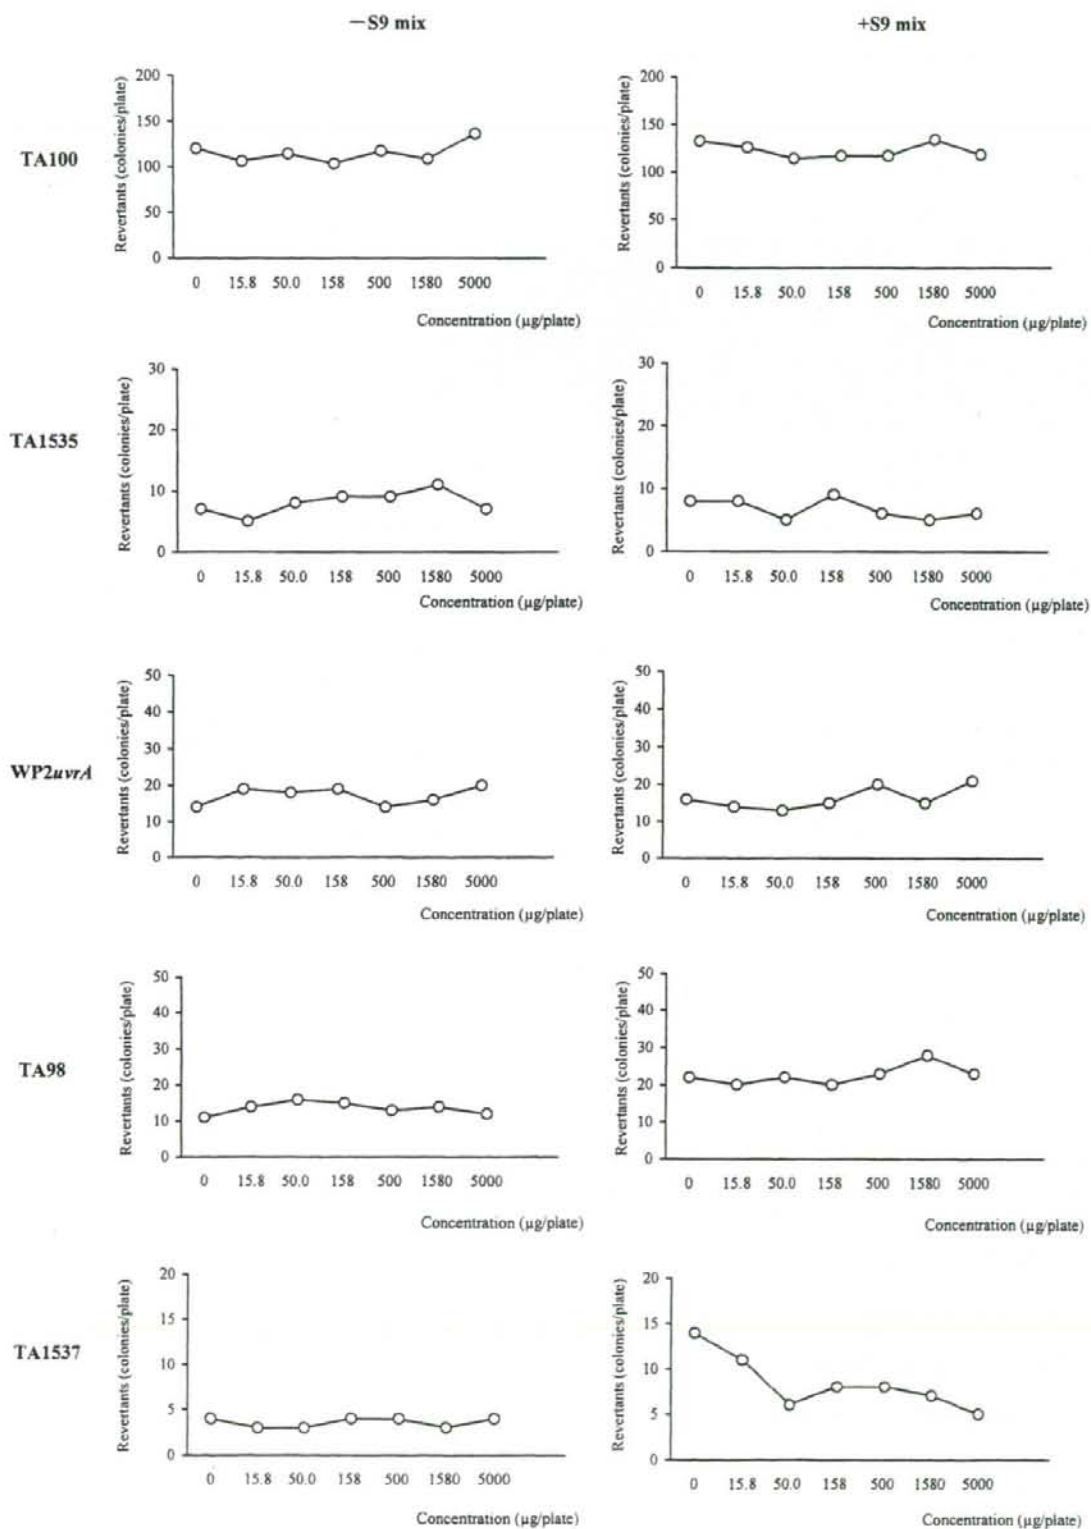 −S9 mix
+S9 mix
TA100
Revertants (colonies/plate)
200
150
100
50
0
0 15.8 50.0 158 500 1580 5000
Concentration (µg/plate)
Revertants (colonies/plate)
200
150
100
50
0
0 15.8 50.0 158 500 1580 5000
Concentration (µg/plate)
TA1535
Revertants (colonies/plate)
30
20
10
0
0 15.8 50.0 158 500 1580 5000
Concentration (µg/plate)
Revertants (colonies/plate)
30
20
10
0
0 15.8 50.0 158 500 1580 5000
Concentration (µg/plate)
WP2uvrA
Revertants (colonies/plate)
50
40
30
20
10
0
0 15.8 50.0 158 500 1580 5000
Concentration (µg/plate)
Revertants (colonies/plate)
50
40
30
20
10
0
0 15.8 50.0 158 500 1580 5000
Concentration (µg/plate)
TA98
Revertants (colonies/plate)
50
40
30
20
10
0
0 15.8 50.0 158 500 1580 5000
Concentration (µg/plate)
Revertants (colonies/plate)
50
40
30
20
10
0
0 15.8 50.0 158 500 1580 5000
Concentration (µg/plate)
TA1537
Revertants (colonies/plate)
20
15
10
5
0
0 15.8 50.0 158 500 1580 5000
Concentration (µg/plate)
Revertants (colonies/plate)
20
15
10
5
0
0 15.8 50.0 158 500 1580 5000
Concentration (µg/plate)